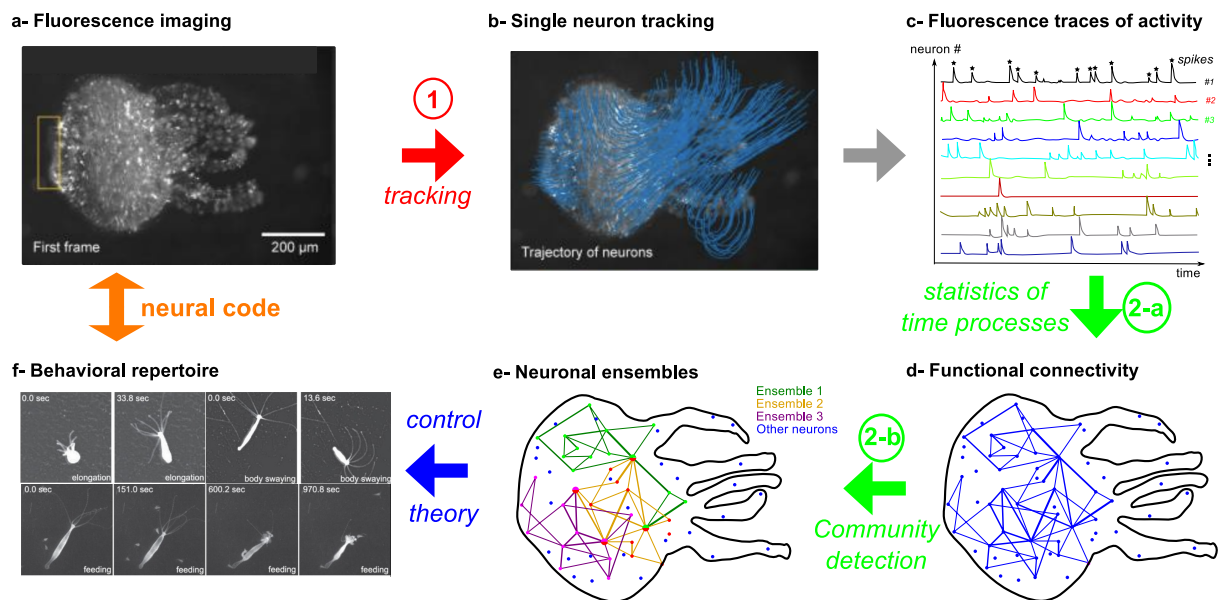 a- Fluorescence imaging
First frame
200 µm
1
tracking
b- Single neuron tracking
Trajectory of neurons
c- Fluorescence traces of activity
neuron #
spikes
#1
#2
#3
time
statistics of
time processes
2-a
d- Functional connectivity
2-b
Community
detection
e- Neuronal ensembles
Ensemble 1
Ensemble 2
Ensemble 3
Other neurons
control
theory
neural code
f- Behavioral repertoire
0.0 sec
elongation
33.8 sec
elongation
0.0 sec
body swaying
13.6 sec
body swaying
0.0 sec
feeding
151.0 sec
feeding
600.2 sec
feeding
970.8 sec
feeding